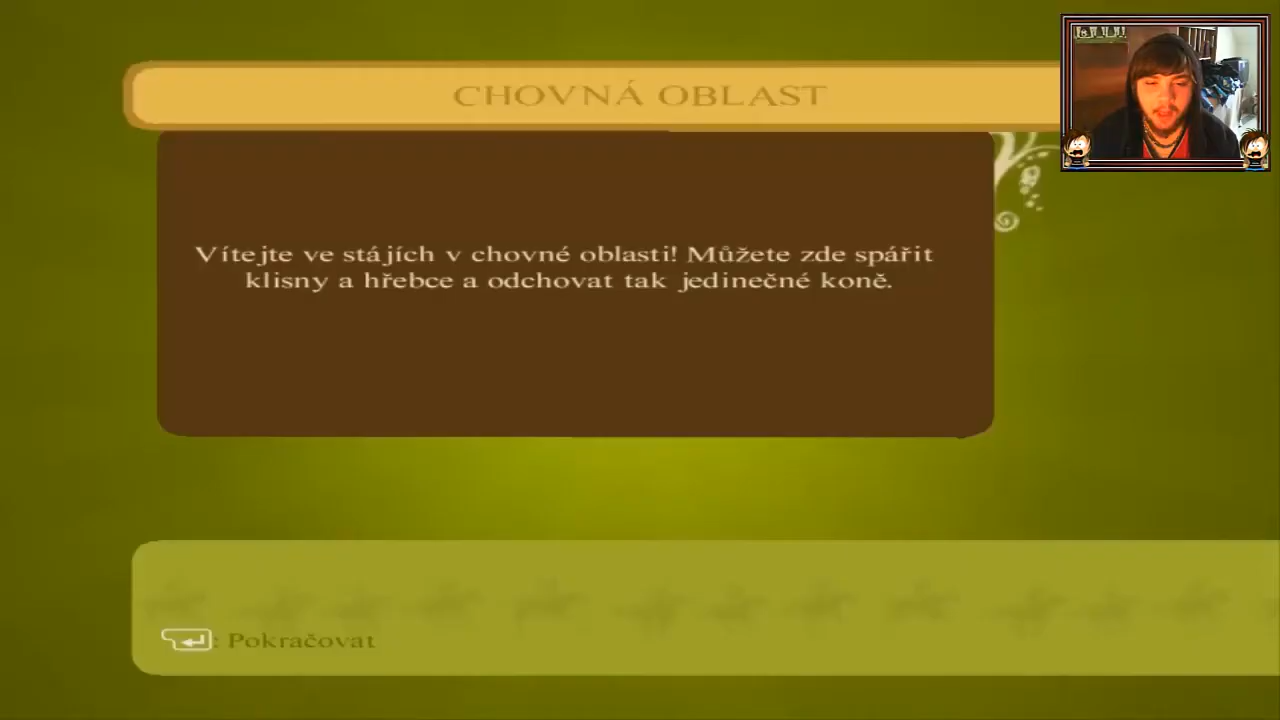 CHOVNÁ OBLAST
Vítejte ve stájích v chovné oblasti! Můžete zde spářit
klisny a hřebce a odchovat tak jedinečné koně.
: Pokračovat